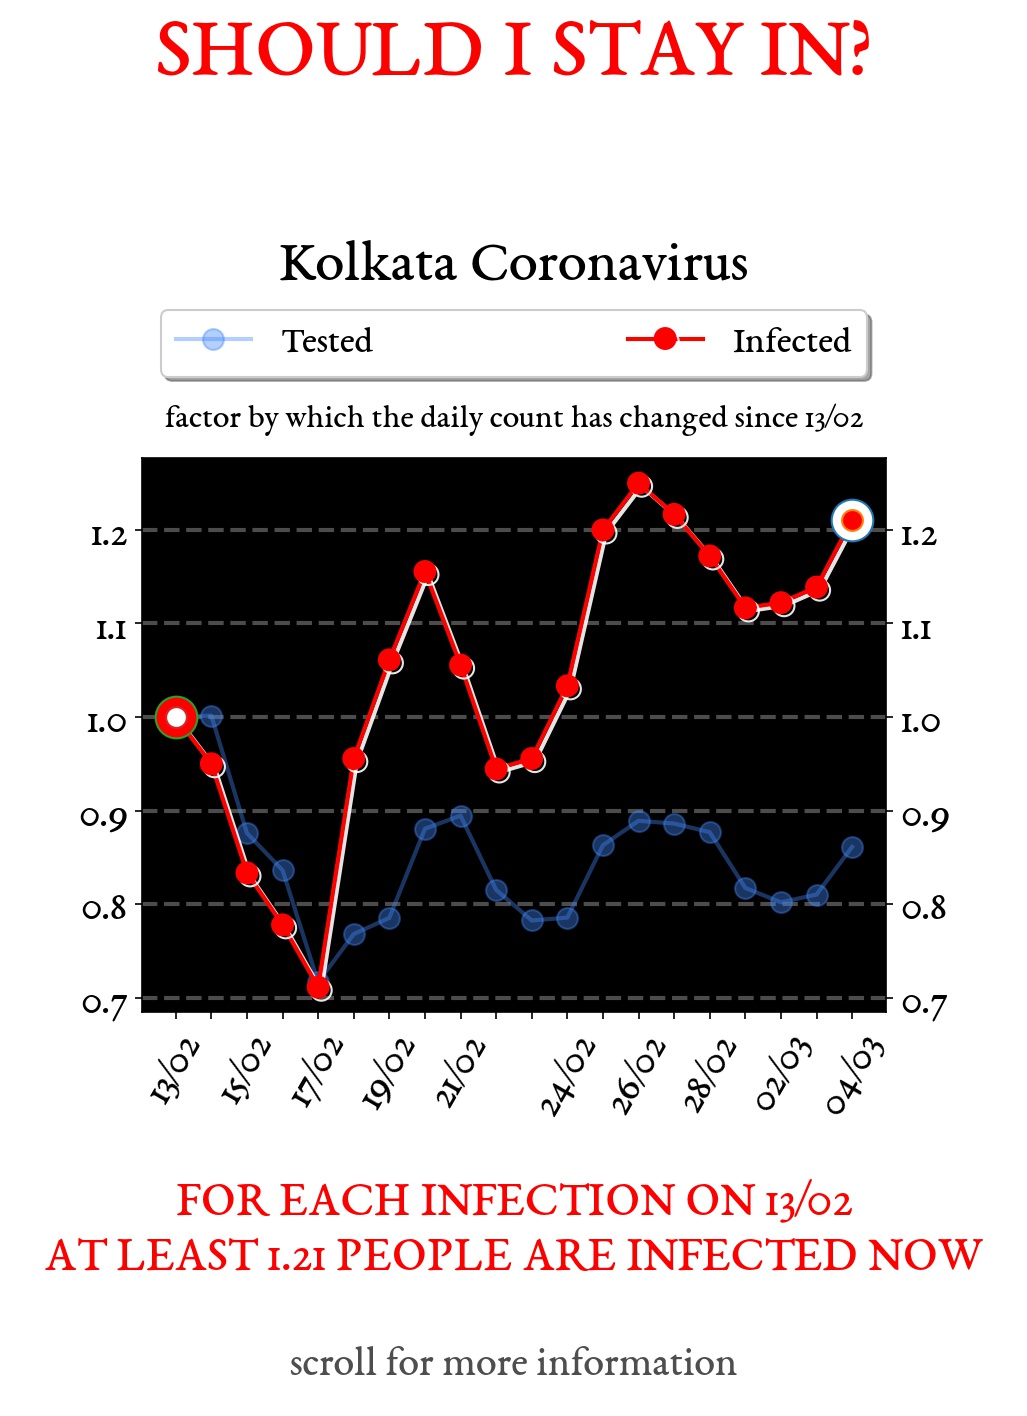 SHOULD I STAY IN?
Kolkata Coronavirus
Tested Infected
factor by which the daily count has changed since 13/02
1.2 1.2
1.1 1.1
1.0 1.0
0.9 0.9
0.8 0.8
0.7 0.7
13/02 15/02 17/02 19/02 21/02 24/02 26/02 28/02 02/03 04/03
FOR EACH INFECTION ON 13/02
AT LEAST 1.21 PEOPLE ARE INFECTED NOW
scroll for more information